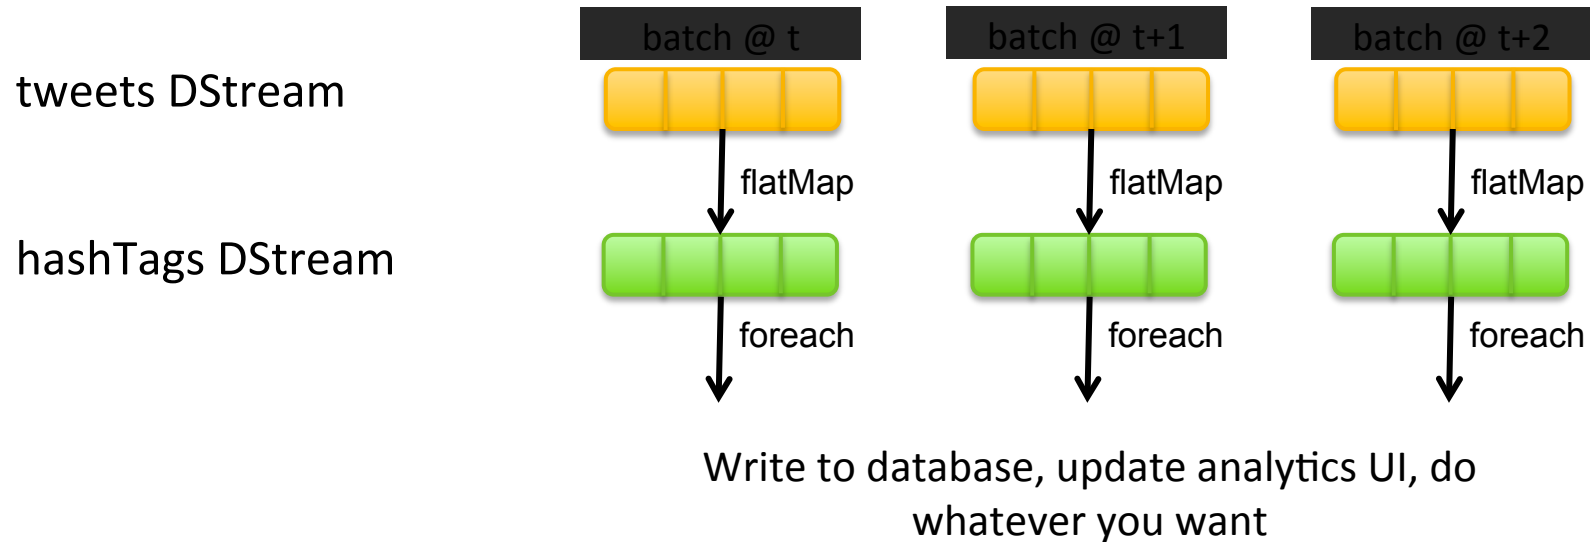 batch @ t
batch @ t+1
batch @ t+2
tweets DStream
flatMap
flatMap
flatMap
hashTags DStream
foreach
foreach
foreach
Write to database, update analytics UI, do
whatever you want